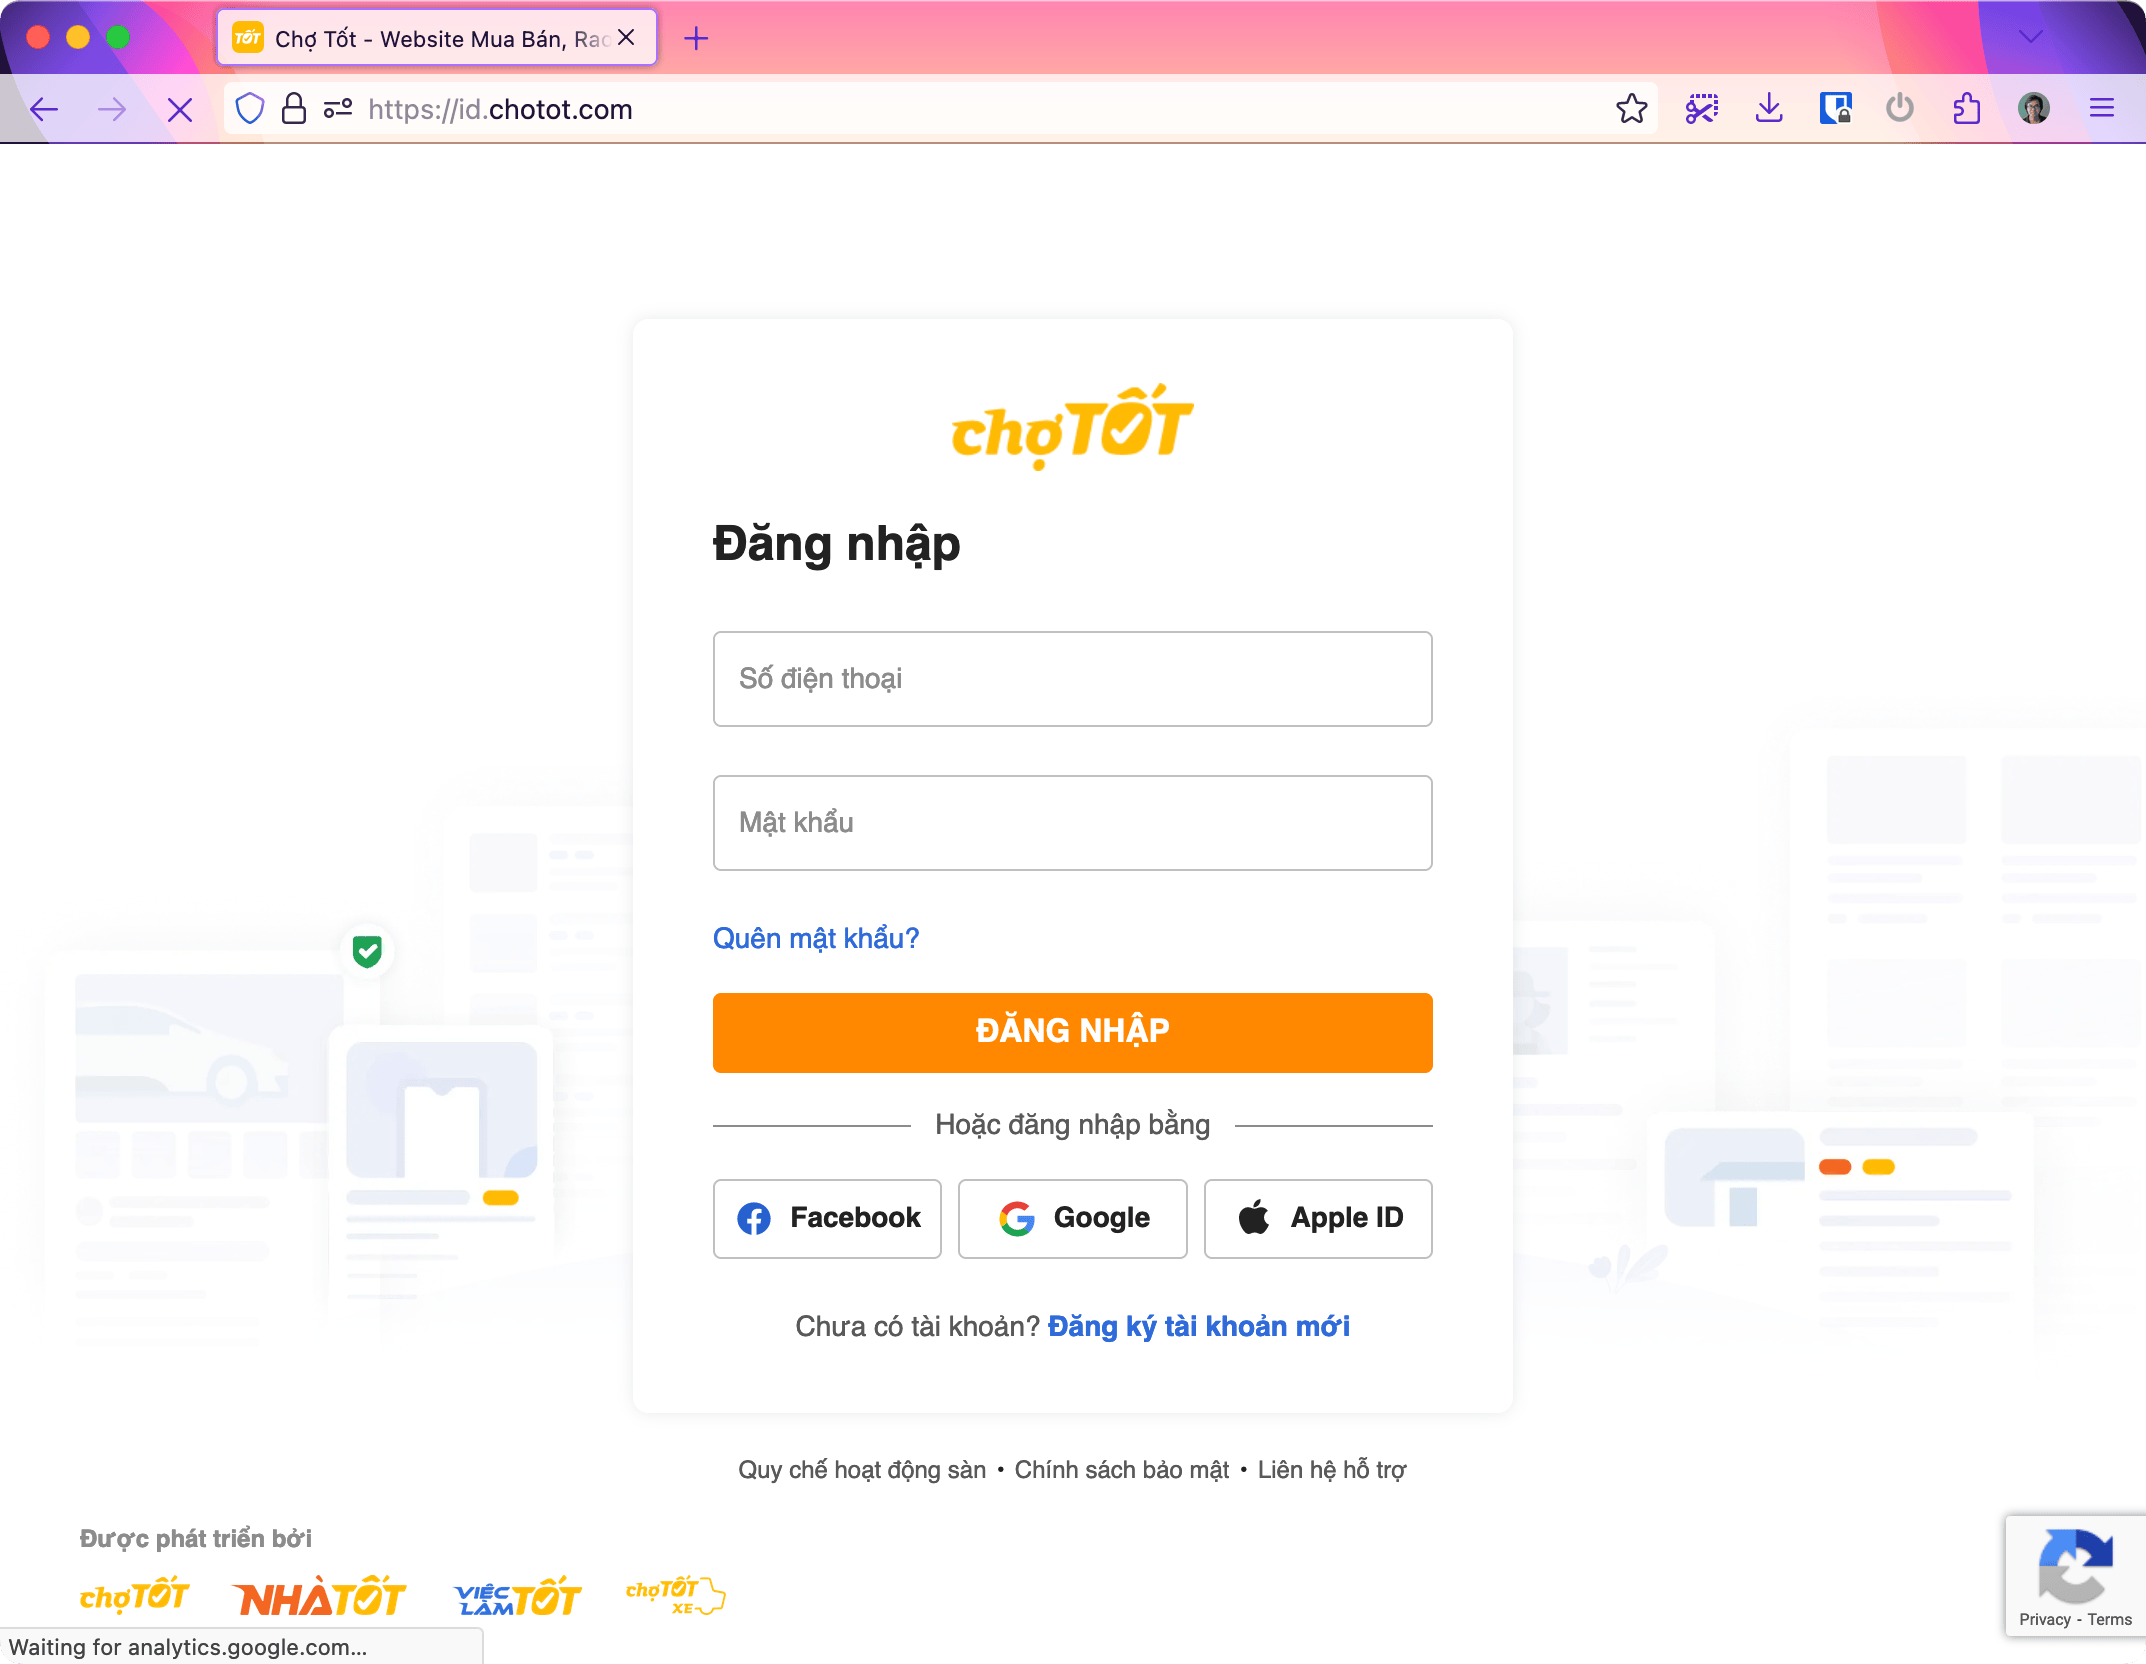 TỐT Chợ Tốt - Website Mua Bán, Rao
https://id.chotot.com
chợTỐT
Đăng nhập
Số điện thoại
Mật khẩu
Quên mật khẩu?
ĐĂNG NHẬP
Hoặc đăng nhập bằng
Facebook Google Apple ID
Chưa có tài khoản? Đăng ký tài khoản mới
Quy chế hoạt động sàn • Chính sách bảo mật • Liên hệ hỗ trợ
Được phát triển bởi
chợTỐT NHÀTỐT VIỆC LÀM TỐT chợTỐT XE
Privacy - Terms
Waiting for analytics.google.com...